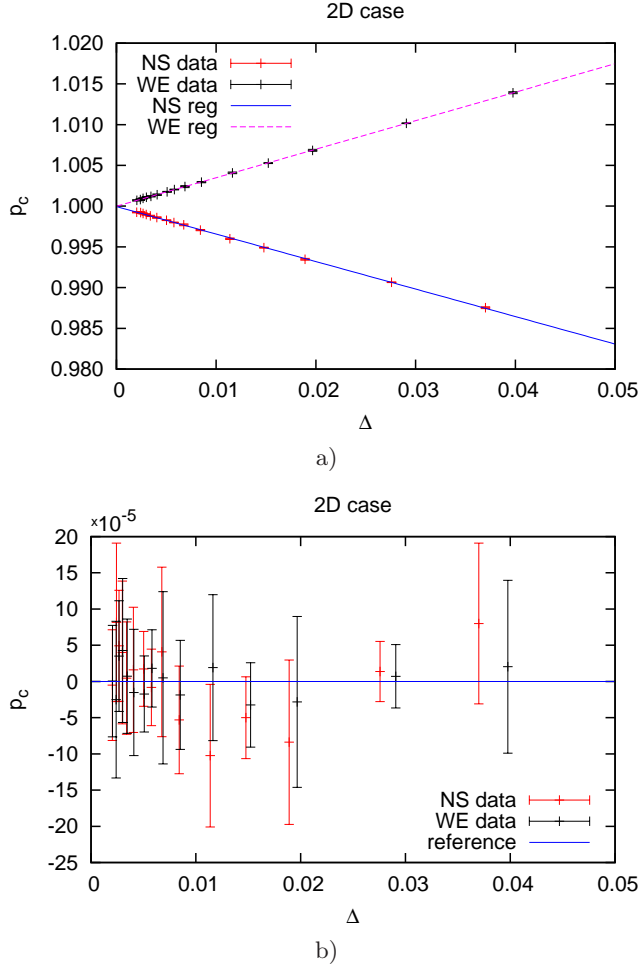 2D case
1.020
1.015
1.010
1.005
1.000
0.995
0.990
0.985
0.980
p_c
NS data
WE data
NS reg
WE reg
0 0.01 0.02 0.03 0.04 0.05
Δ
a)
2D case
×10^-5
20
15
10
5
0
-5
-10
-15
-20
-25
p_c
NS data
WE data
reference
0 0.01 0.02 0.03 0.04 0.05
Δ
b)